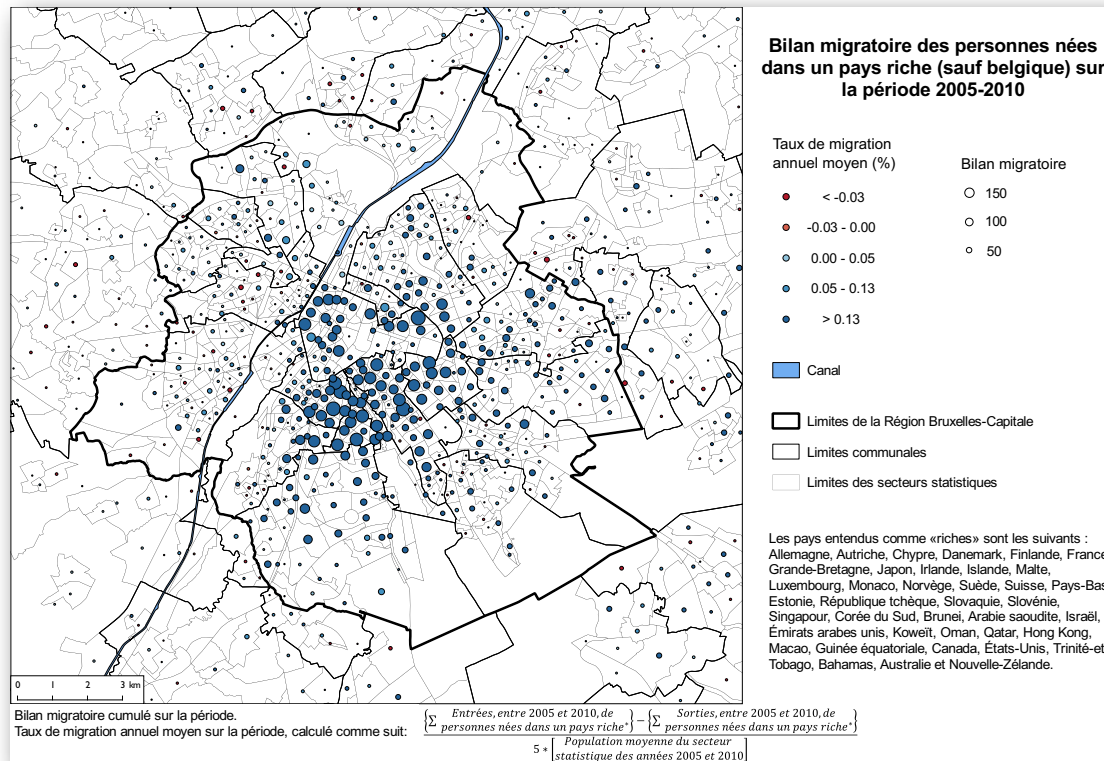 Bilan migratoire des personnes nées
dans un pays riche (sauf belgique) sur
la période 2005-2010
Taux de migration
annuel moyen (%)
< -0.03
-0.03 - 0.00
0.00 - 0.05
0.05 - 0.13
> 0.13
Bilan migratoire
150
100
50
Canal
Limites de la Région Bruxelles-Capitale
Limites communales
Limites des secteurs statistiques
Les pays entendus comme «riches» sont les suivants :
Allemagne, Autriche, Chypre, Danemark, Finlande, France
Grande-Bretagne, Japon, Irlande, Islande, Malte,
Luxembourg, Monaco, Norvège, Suède, Suisse, Pays-Bas
Estonie, République tchèque, Slovaquie, Slovénie,
Singapour, Corée du Sud, Brunei, Arabie saoudite, Israël,
Émirats arabes unis, Koweït, Oman, Qatar, Hong Kong,
Macao, Guinée équatoriale, Canada, États-Unis, Trinité-et
Tobago, Bahamas, Australie et Nouvelle-Zélande.
0 1 2 3 km
Bilan migratoire cumulé sur la période.
Taux de migration annuel moyen sur la période, calculé comme suit:
{∑ Entrées, entre 2005 et 2010, de personnes nées dans un pays riche*} − {∑ Sorties, entre 2005 et 2010, de personnes nées dans un pays riche*}
5 * [Population moyenne du secteur statistique des années 2005 et 2010]